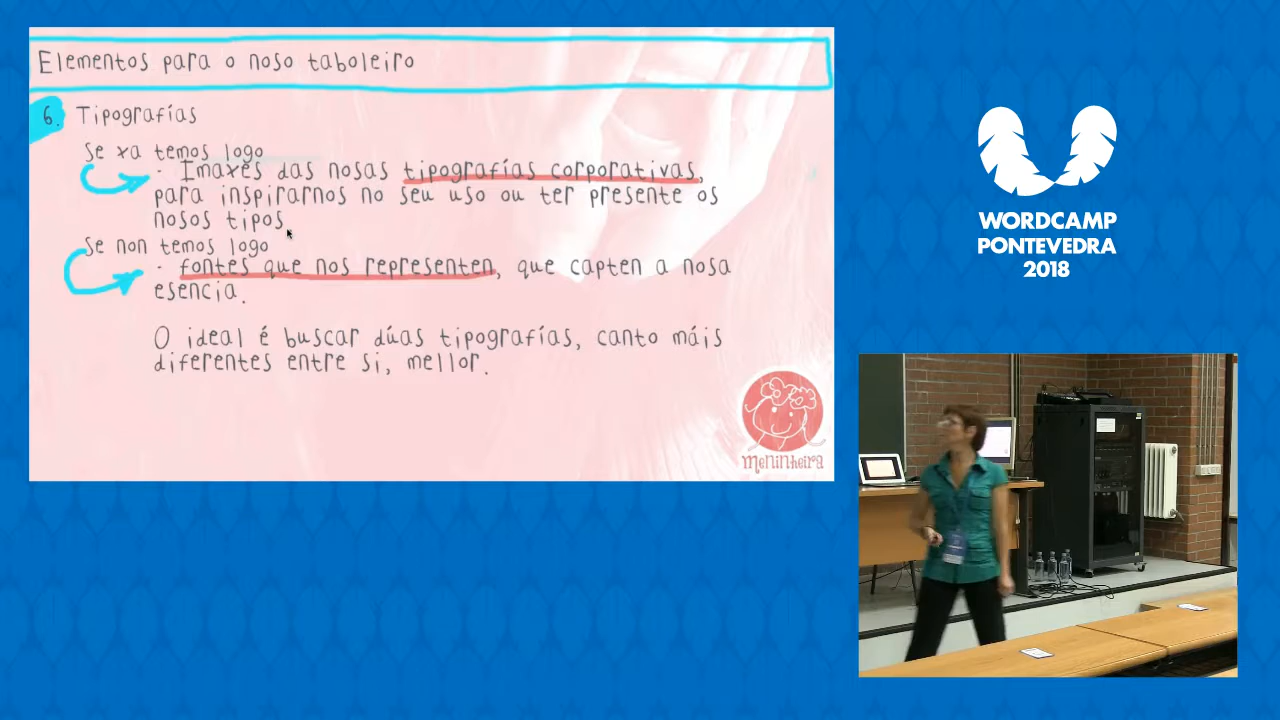 Elementos para o noso taboleiro
6. Tipografías
Se xa temos logo
- Imaxes das nosas tipografías corporativas,
para inspirarnos no seu uso ou ter presente os
nosos tipos.
Se non temos logo
- fontes que nos representen, que capten a nosa
esencia.
O ideal é buscar dúas tipografías, canto máis
diferentes entre si, mellor.
meninheira
WORDCAMP
PONTEVEDRA
2018